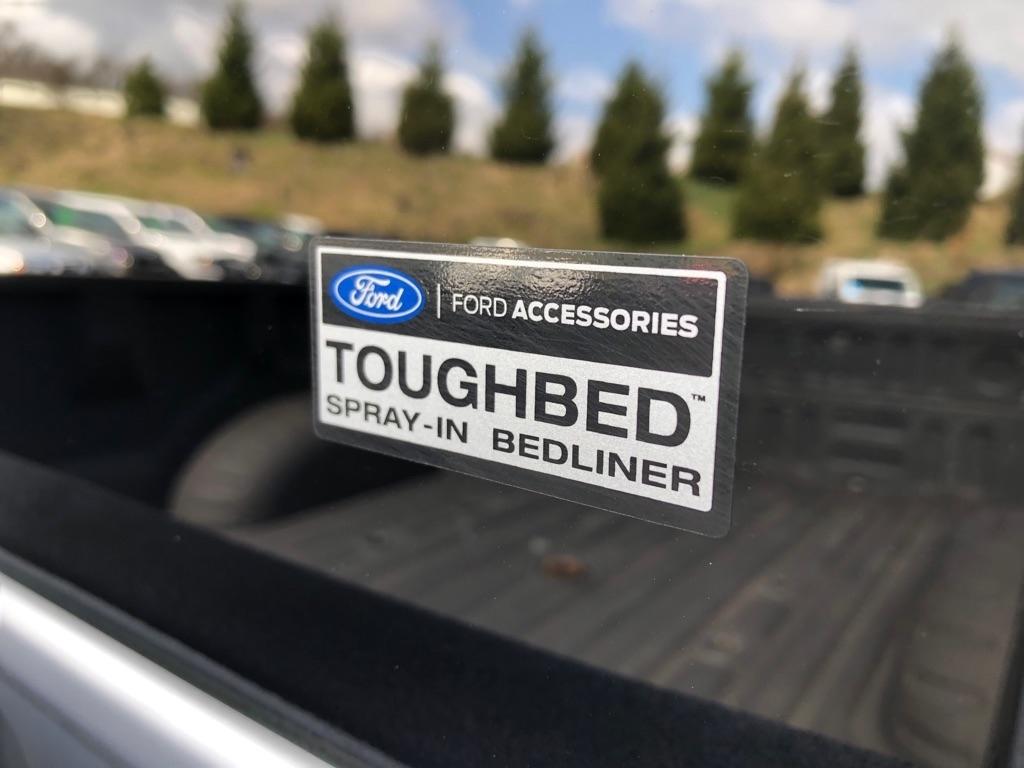 Ford | FORD ACCESSORIES
TOUGHBED™
SPRAY-IN BEDLINER